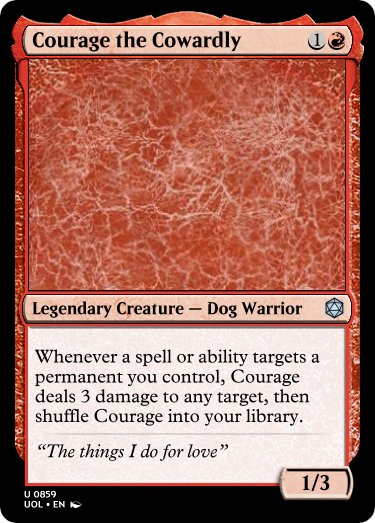 Courage the Cowardly 1
Legendary Creature — Dog Warrior
Whenever a spell or ability targets a
permanent you control, Courage
deals 3 damage to any target, then
shuffle Courage into your library.
“The things I do for love”
1/3
U 0859
UOL • EN